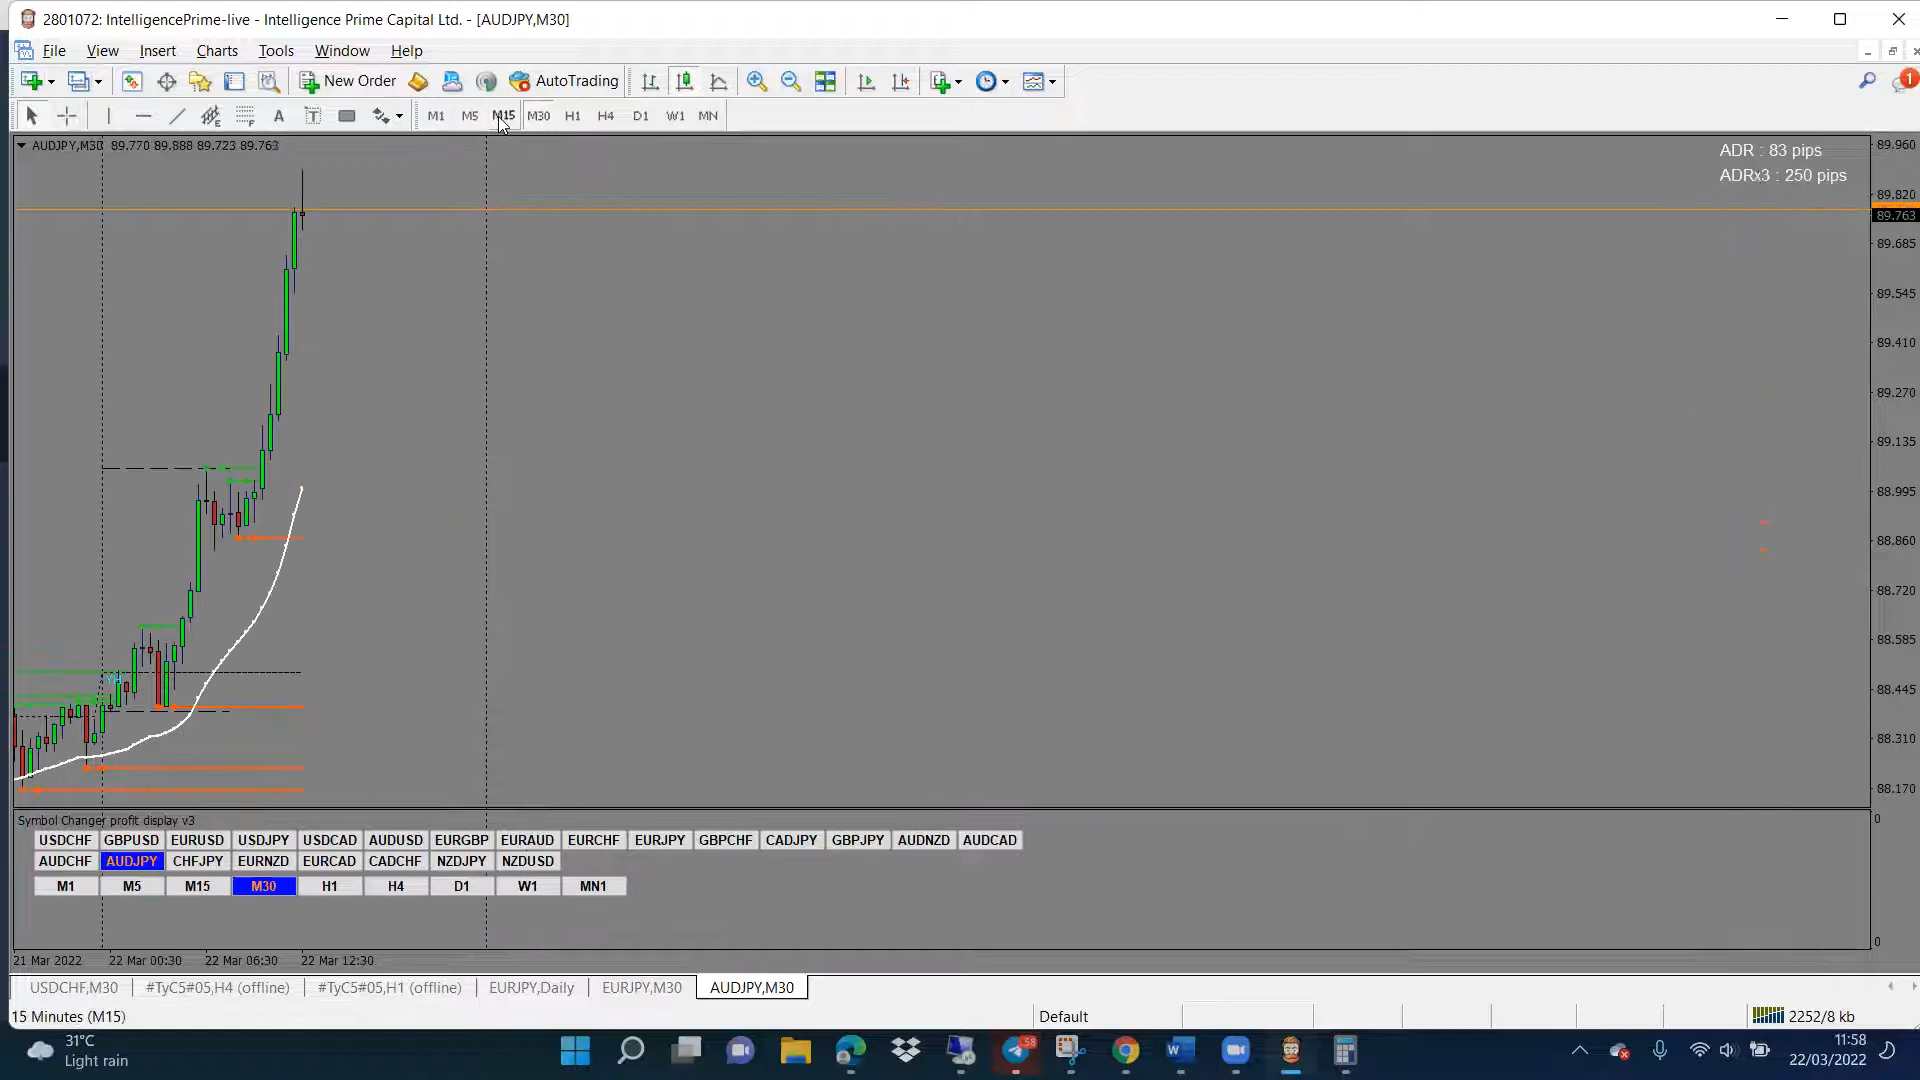 2801072: IntelligencePrime-live - Intelligence Prime Capital Ltd. - [AUDJPY,M30]
File View Insert Charts Tools Window Help
New Order AutoTrading 1
A T M1 M5 M15 M30 H1 H4 D1 W1 MN
AUDJPY,M30 89.770 89.888 89.723 89.763
ADR : 83 pips
ADRx3 : 250 pips
89.960
89.820
89.763
89.685
89.545
89.410
89.270
89.135
88.995
88.860
88.720
88.585
88.445
88.310
88.170
YH
Symbol Changer profit display v3
0
USDCHF GBPUSD EURUSD USDJPY USDCAD AUDUSD EURGBP EURAUD EURCHF EURJPY GBPCHF CADJPY GBPJPY AUDNZD AUDCAD
AUDCHF AUDJPY CHFJPY EURNZD EURCAD CADCHF NZDJPY NZDUSD
M1 M5 M15 M30 H1 H4 D1 W1 MN1
0
21 Mar 2022 22 Mar 00:30 22 Mar 06:30 22 Mar 12:30
USDCHF,M30 #TyC5#05,H4 (offline) #TyC5#05,H1 (offline) EURJPY,Daily EURJPY,M30 AUDJPY,M30
15 Minutes (M15) Default 2252/8 kb
31°C
Light rain
58
11:58
22/03/2022